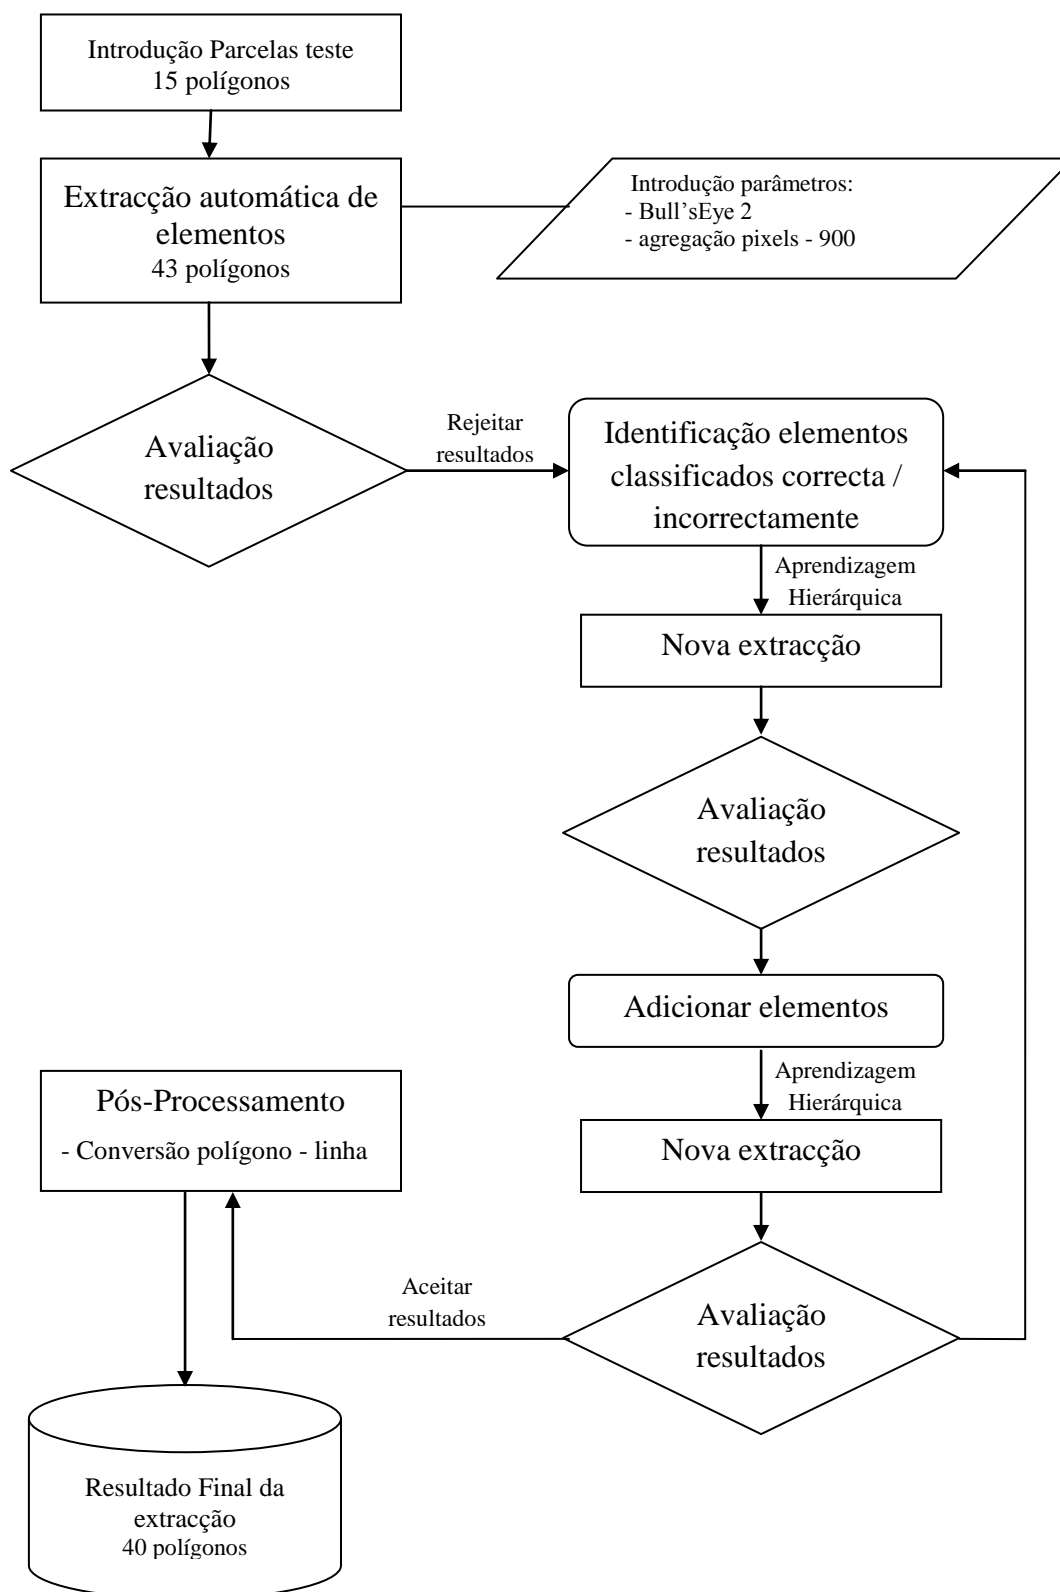 Introdução Parcelas teste
15 polígonos
Extracção automática de
elementos
43 polígonos
Introdução parâmetros:
- Bull'sEye 2
- agregação pixels - 900
Avaliação
resultados
Rejeitar
resultados
Identificação elementos
classificados correcta /
incorrectamente
Aprendizagem
Hierárquica
Nova extracção
Avaliação
resultados
Adicionar elementos
Aprendizagem
Hierárquica
Nova extracção
Avaliação
resultados
Aceitar
resultados
Pós-Processamento
- Conversão polígono - linha
Resultado Final da
extracção
40 polígonos